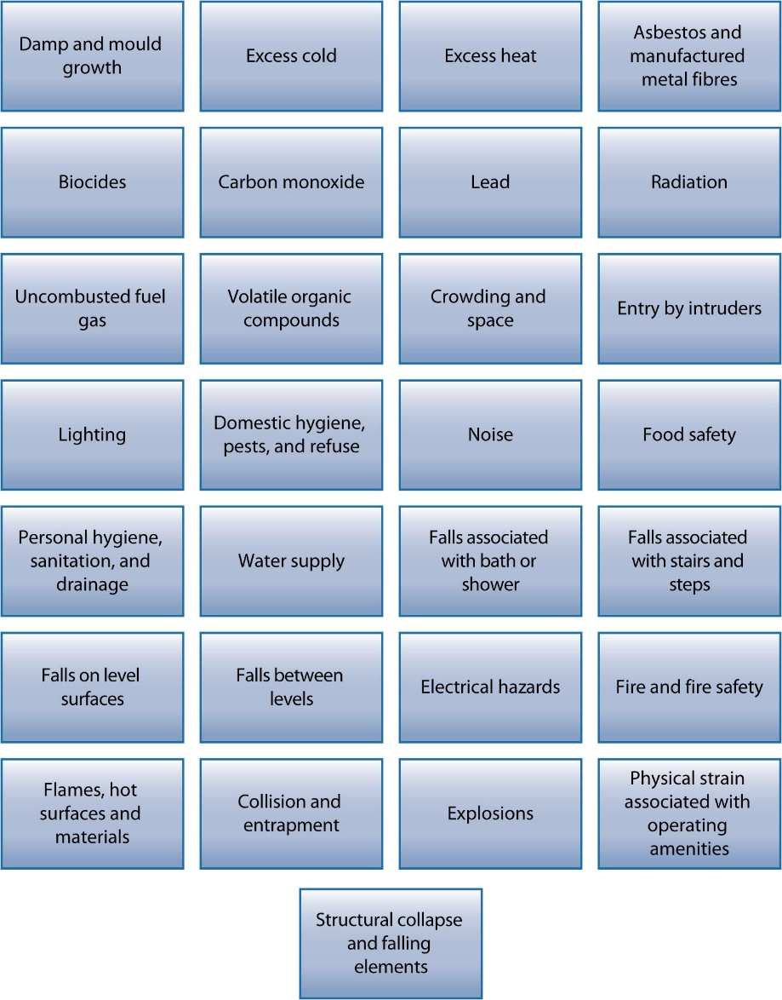 Damp and mould
growth
Excess cold
Excess heat
Asbestos and
manufactured
metal fibres
Biocides
Carbon monoxide
Lead
Radiation
Uncombusted fuel
gas
Volatile organic
compounds
Crowding and
space
Entry by intruders
Lighting
Domestic hygiene,
pests, and refuse
Noise
Food safety
Personal hygiene,
sanitation, and
drainage
Water supply
Falls associated
with bath or
shower
Falls associated
with stairs and
steps
Falls on level
surfaces
Falls between
levels
Electrical hazards
Fire and fire safety
Flames, hot
surfaces and
materials
Collision and
entrapment
Explosions
Physical strain
associated with
operating
amenities
Structural collapse
and falling
elements